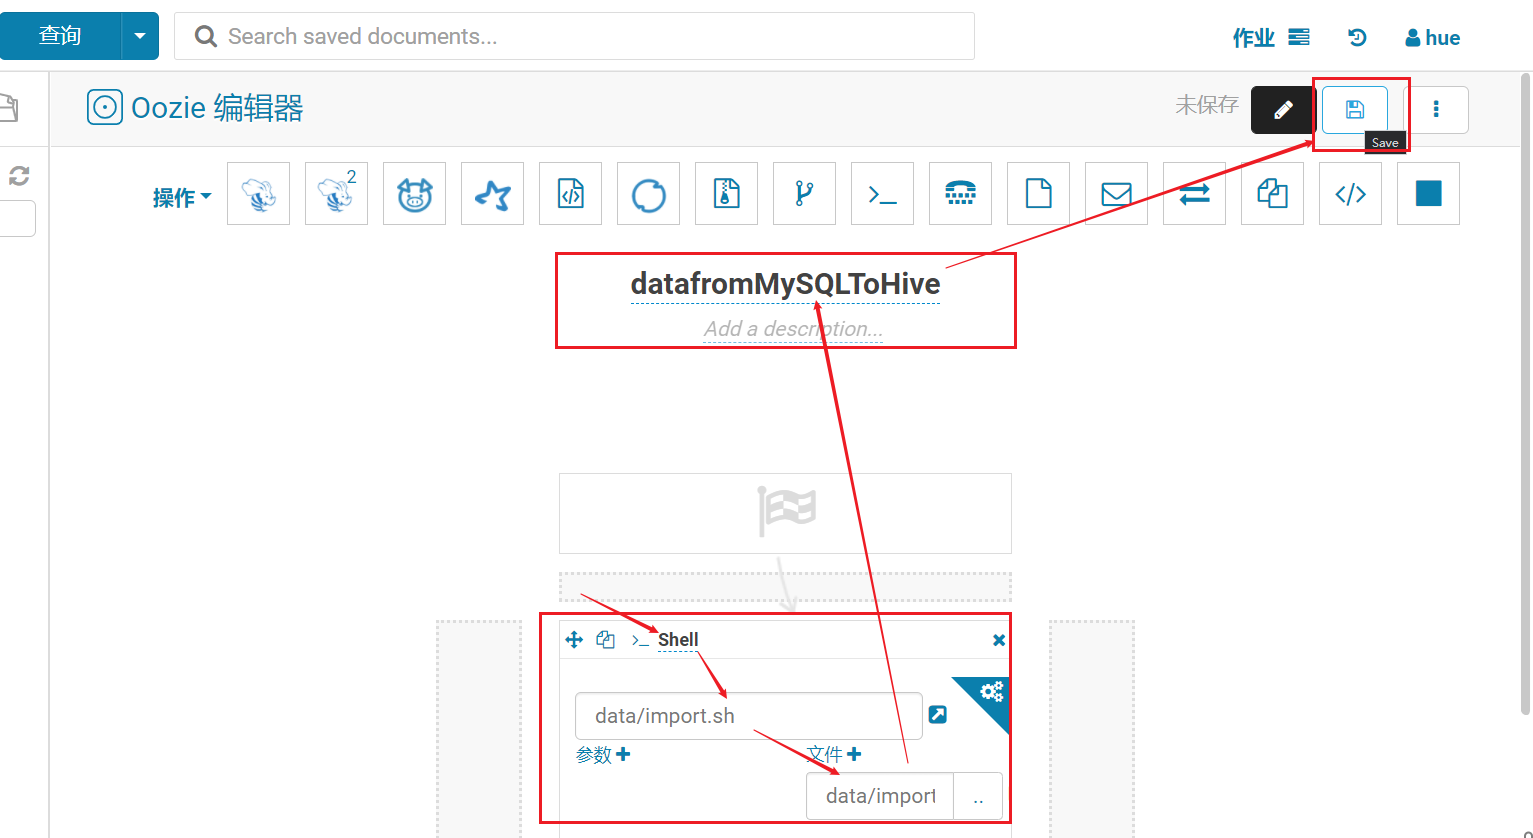 查询
Search saved documents...
作业
hue
Oozie 编辑器
未保存
Save
操作
2
datafromMySQLToHive
Add a description...
Shell
data/import.sh
参数
文件
data/import
..